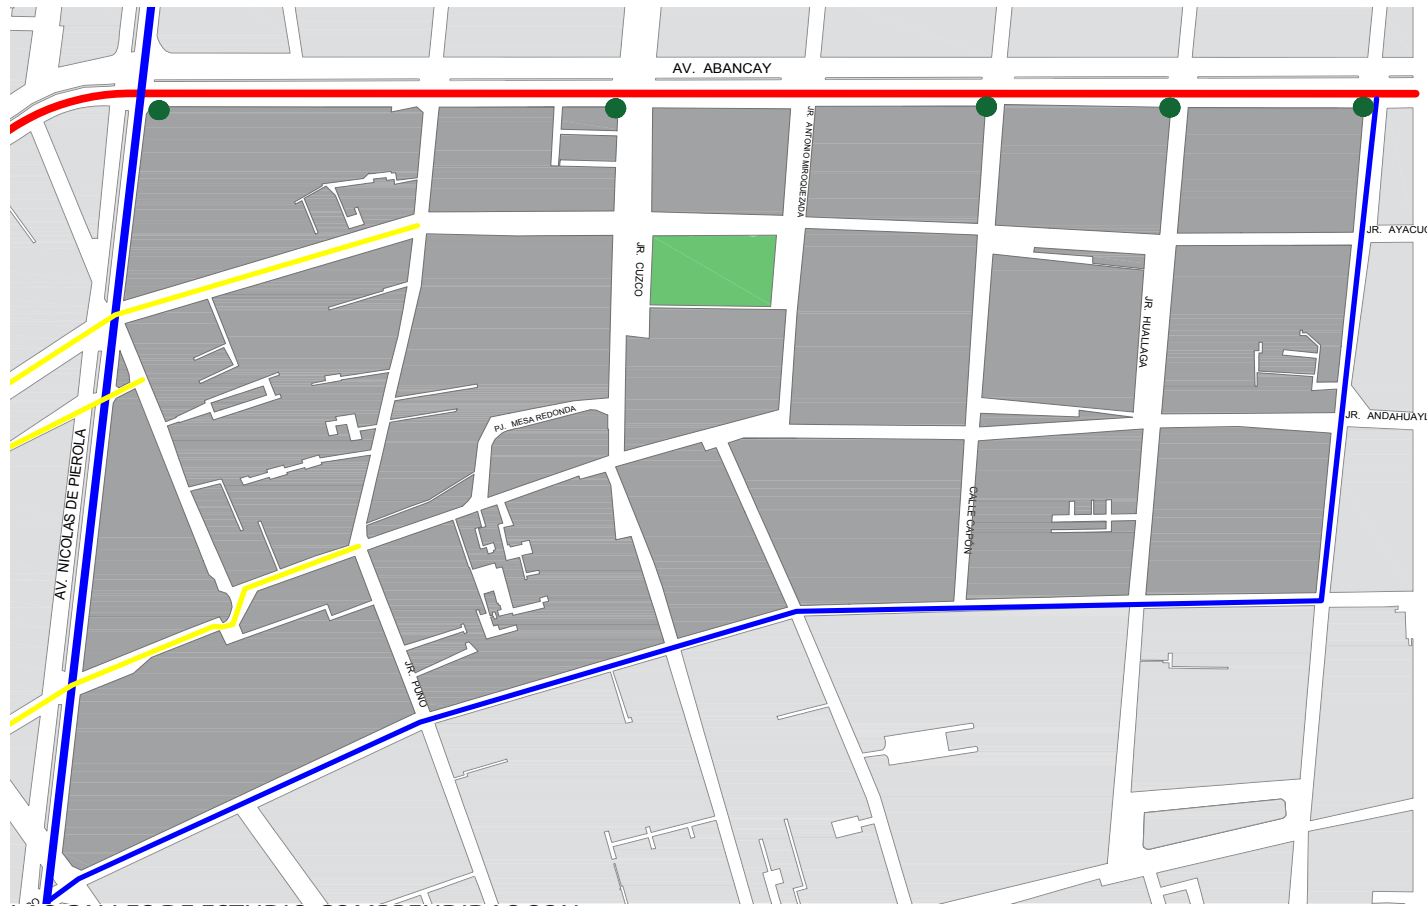 AV. ABANCAY
JR. ANTONIO MIROQUEZADA
JR. AYACUC
JR. CUZCO
JR. HUALLAGA
PJ. MESA REDONDA
JR. ANDAHUAYL
AV. NICOLAS DE PIEROLA
CALLE CAPÓN
JR. PUNO